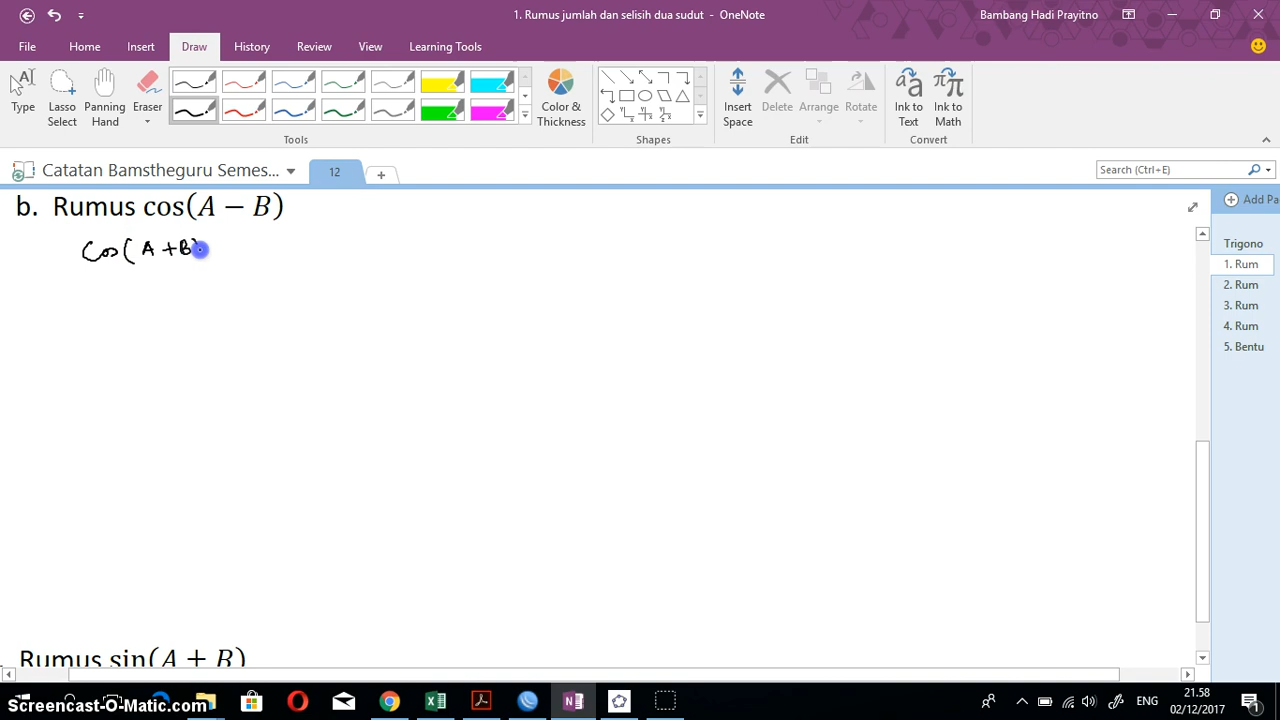 1. Rumus jumlah dan selisih dua sudut - OneNote
Bambang Hadi Prayitno
File Home Insert Draw History Review View Learning Tools
Type
Lasso Select
Panning Hand
Eraser
Color & Thickness
Insert Space
Delete
Arrange
Rotate
Ink to Text
Ink to Math
Tools
Shapes
Edit
Convert
Catatan Bamstheguru Semes...
12
Search (Ctrl+E)
b. Rumus cos(A − B)
Cos(A+B)
Rumus sin(A + B)
Add Pa
Trigono
1. Rum
2. Rum
3. Rum
4. Rum
5. Bentu
Screencast-O-Matic.com
ENG
21.58
02/12/2017
1